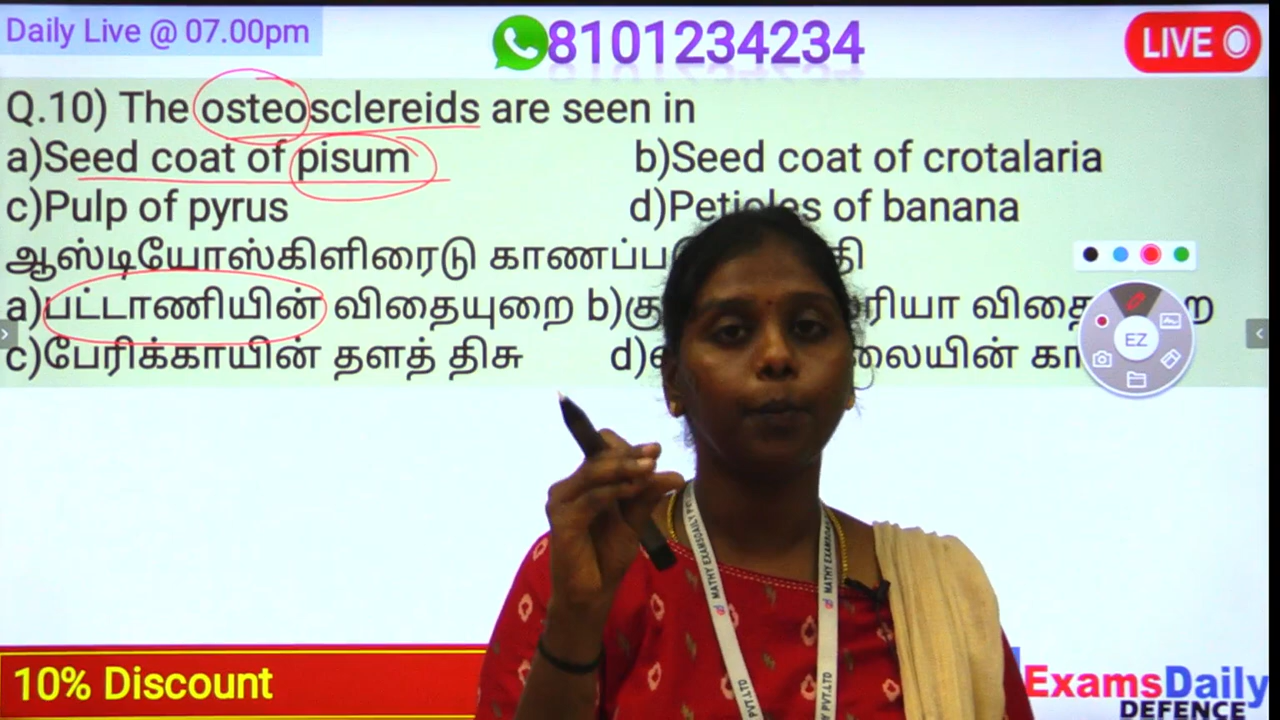 Daily Live @ 07.00pm
8101234234
LIVE
Q.10) The osteosclereids are seen in
a)Seed coat of pisum b)Seed coat of crotalaria
c)Pulp of pyrus d)Petioles of banana
ஆஸ்டியோஸ்கிளிரைடு
a)பட்டாணியின் விதையுறை b)
c)பேரிக்காயின் தளத் திசு d)
EZ
MATHY EXAMSDAILY PVT.LTD
10% Discount
ExamsDaily
DEFENCE